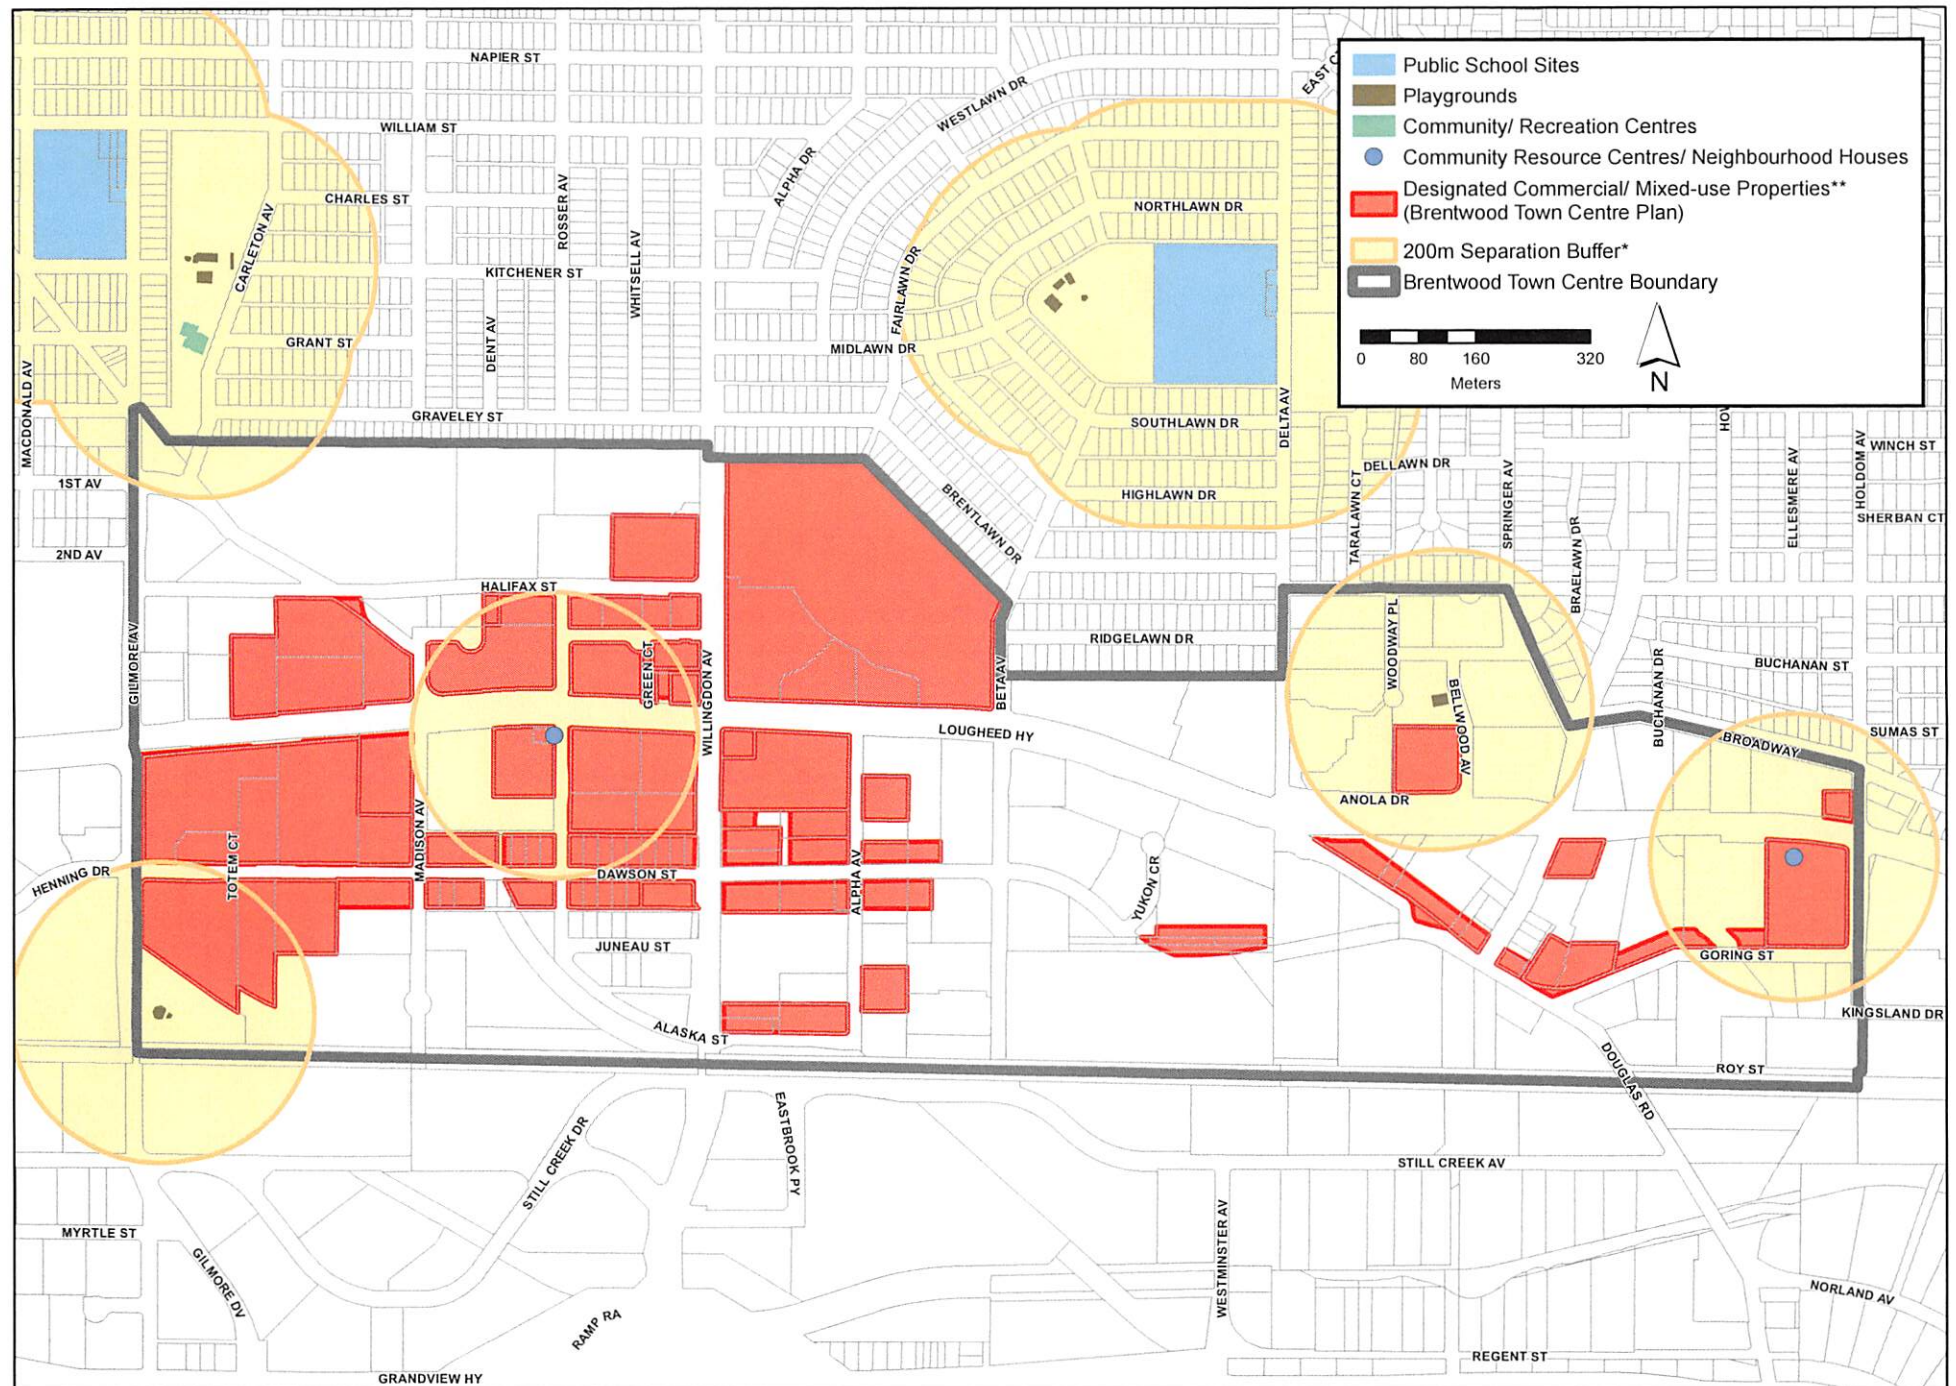 NAPIER ST
EAST C
WESTLAWN DR
WILLIAM ST
ALPHA DR
CHARLES ST
ROSSER AV
NORTHLAWN DR
CARLETON AV
WHITSELL AV
KITCHENER ST
FAIRLAWN DR
DENT AV
GRANT ST
MIDLAWN DR
MACDONALD AV
GRAVELEY ST
SOUTHLAWN DR
DELTA AV
Public School Sites
Playgrounds
Community/ Recreation Centres
Community Resource Centres/ Neighbourhood Houses
Designated Commercial/ Mixed-use Properties**
(Brentwood Town Centre Plan)
200m Separation Buffer*
Brentwood Town Centre Boundary
0 80 160 320
Meters
N
HO
WINCH ST
HOLDOM AV
ELLESMERE AV
DELLAWN DR
SPRINGER AV
TARALAWN CT
1ST AV
HIGHLAWN DR
BRENTLAWN DR
SHERBAN CT
BRAELAWN DR
2ND AV
HALIFAX ST
GILMORE AV
GREEN CT
WILLINGDON AV
BETA AV
RIDGELAWN DR
WOODWAY PL
BELLWOOD AV
BUCHANAN DR
BUCHANAN ST
LOUGHEED HY
BROADWAY
SUMAS ST
ANOLA DR
MADISON AV
TOTEM CT
HENNING DR
DAWSON ST
ALPHA AV
YUKON CR
JUNEAU ST
GORING ST
KINGSLAND DR
ALASKA ST
ROY ST
DOUGLAS RD
STILL CREEK DR
EASTBROOK PY
STILL CREEK AV
MYRTLE ST
GILMORE DV
WESTMINSTER AV
NORLAND AV
RAMP RA
REGENT ST
GRANDVIEW HY